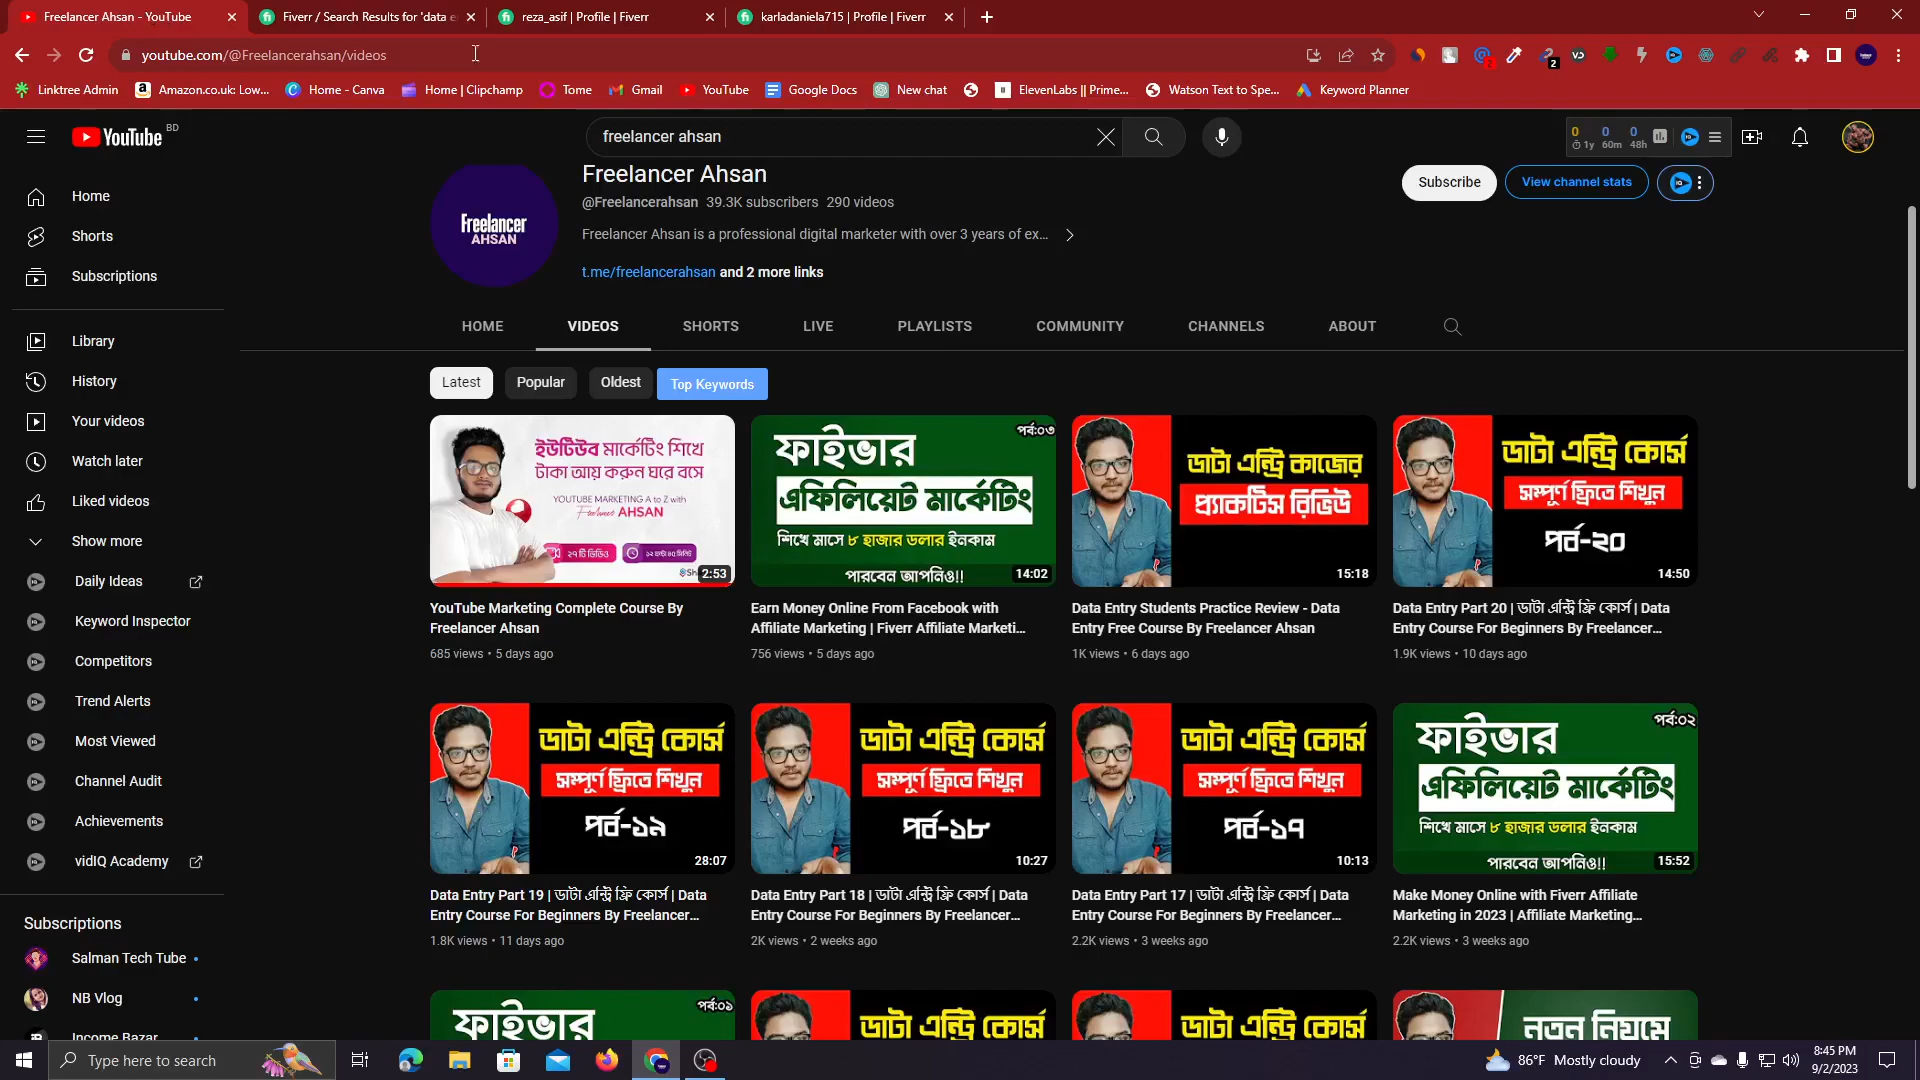 Freelancer Ahsan - YouTube
Fiverr / Search Results for 'data e
reza_asif | Profile | Fiverr
karladaniela715 | Profile | Fiverr
youtube.com/@Freelancerahsan/videos
Linktree Admin
Amazon.co.uk: Low...
Home - Canva
Home | Clipchamp
Tome
Gmail
YouTube
Google Docs
New chat
ElevenLabs || Prime...
Watson Text to Spe...
Keyword Planner
YouTube BD
freelancer ahsan
0 0 0
1y 60m 48h
Home
Shorts
Subscriptions
Library
History
Your videos
Watch later
Liked videos
Show more
Daily Ideas
Keyword Inspector
Competitors
Trend Alerts
Most Viewed
Channel Audit
Achievements
vidIQ Academy
Subscriptions
Salman Tech Tube
NB Vlog
Income Bazar
Freelancer
AHSAN
Freelancer Ahsan
@Freelancerahsan 39.3K subscribers 290 videos
Freelancer Ahsan is a professional digital marketer with over 3 years of ex...
t.me/freelancerahsan and 2 more links
Subscribe
View channel stats
HOME
VIDEOS
SHORTS
LIVE
PLAYLISTS
COMMUNITY
CHANNELS
ABOUT
Latest
Popular
Oldest
Top Keywords
ইউটিউব মার্কেটিং শিখে
টাকা আয় করুন ঘরে বসে
YOUTUBE MARKETING A to Z with
Freelancer AHSAN
২৭ টি ভিডিও
2:53
YouTube Marketing Complete Course By
Freelancer Ahsan
685 views • 5 days ago
পর্ব:০৩
ফাইভার
এফিলিয়েট মার্কেটিং
শিখে মাসে ৮ হাজার ডলার ইনকাম
পারবেন আপনিও!!
14:02
Earn Money Online From Facebook with
Affiliate Marketing | Fiverr Affiliate Marketi...
756 views • 5 days ago
ডাটা এন্ট্রি কাজের
প্র্যাকটিস রিভিউ
15:18
Data Entry Students Practice Review - Data
Entry Free Course By Freelancer Ahsan
1K views • 6 days ago
ডাটা এন্ট্রি কোর্স
সম্পূর্ণ ফ্রিতে শিখুন
পর্ব-২০
14:50
Data Entry Part 20 | ডাটা এন্ট্রি ফ্রি কোর্স | Data
Entry Course For Beginners By Freelancer...
1.9K views • 10 days ago
ডাটা এন্ট্রি কোর্স
সম্পূর্ণ ফ্রিতে শিখুন
পর্ব-১৯
28:07
Data Entry Part 19 | ডাটা এন্ট্রি ফ্রি কোর্স | Data
Entry Course For Beginners By Freelancer...
1.8K views • 11 days ago
ডাটা এন্ট্রি কোর্স
সম্পূর্ণ ফ্রিতে শিখুন
পর্ব-১৮
10:27
Data Entry Part 18 | ডাটা এন্ট্রি ফ্রি কোর্স | Data
Entry Course For Beginners By Freelancer...
2K views • 2 weeks ago
ডাটা এন্ট্রি কোর্স
সম্পূর্ণ ফ্রিতে শিখুন
পর্ব-১৭
10:13
Data Entry Part 17 | ডাটা এন্ট্রি ফ্রি কোর্স | Data
Entry Course For Beginners By Freelancer...
2.2K views • 3 weeks ago
পর্ব:০২
ফাইভার
এফিলিয়েট মার্কেটিং
শিখে মাসে ৮ হাজার ডলার ইনকাম
পারবেন আপনিও!!
15:52
Make Money Online with Fiverr Affiliate
Marketing in 2023 | Affiliate Marketing...
2.2K views • 3 weeks ago
পর্ব:০১
ফাইভার
ডাটা এন্ট্রি কোর্স
ডাটা এন্ট্রি কোর্স
নতুন নিয়মে
Type here to search
86°F Mostly cloudy
8:45 PM
9/2/2023